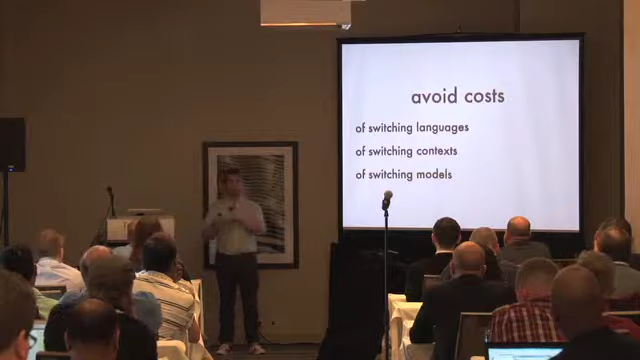 avoid costs
of switching languages
of switching contexts
of switching models